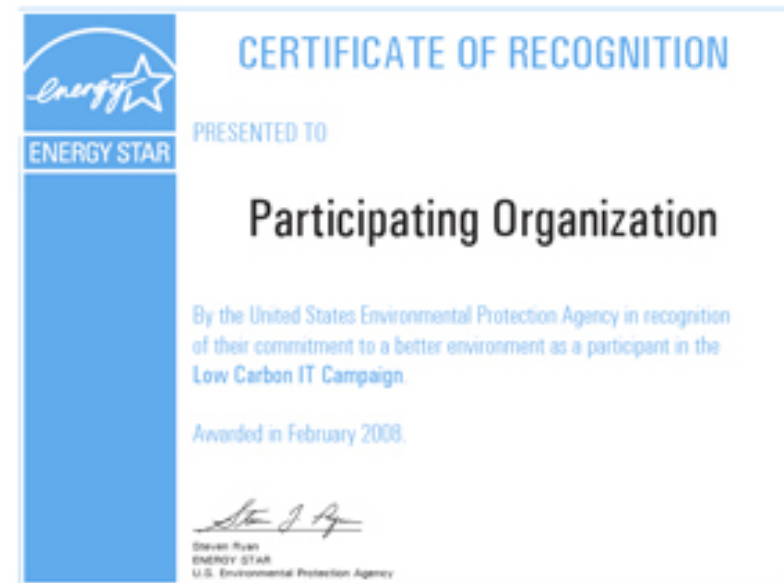 CERTIFICATE OF RECOGNITION
energy
ENERGY STAR
PRESENTED TO
Participating Organization
By the United States Environmental Protection Agency in recognition
of their commitment to a better environment as a participant in the
Low Carbon IT Campaign.
Awarded in February 2008.
Steven Ryan
ENERGY STAR
U.S. Environmental Protection Agency